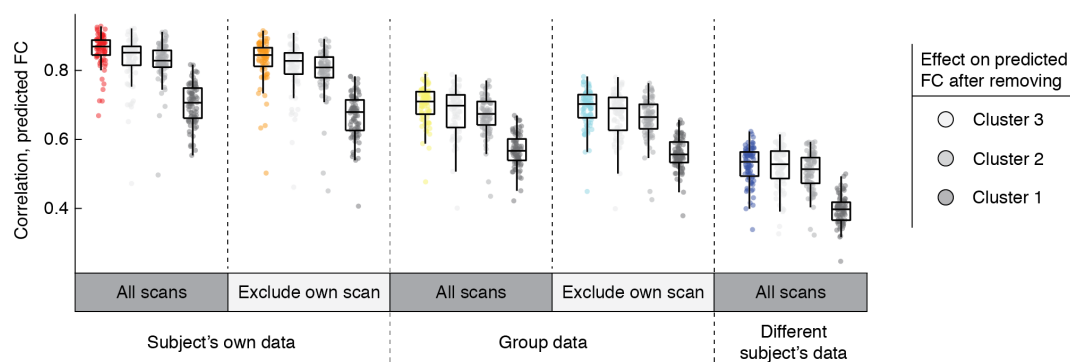 Correlation, predicted FC
0.8
0.6
0.4
All scans
Exclude own scan
All scans
Exclude own scan
All scans
Subject's own data
Group data
Different
subject's data
Effect on predicted
FC after removing
Cluster 3
Cluster 2
Cluster 1